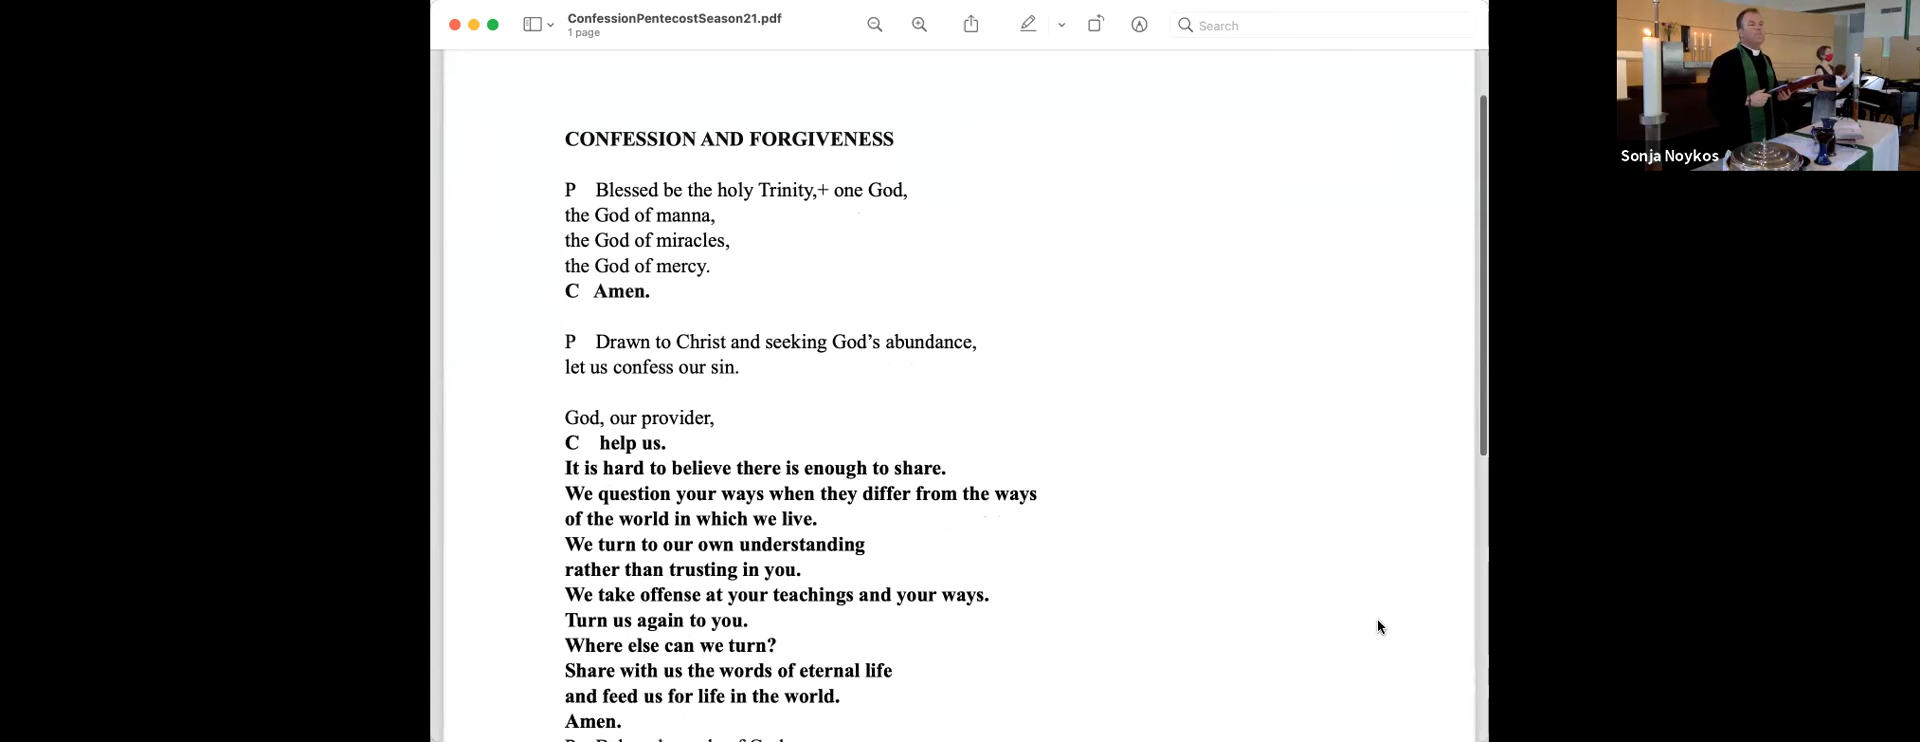 ConfessionPentecostSeason21.pdf
1 page
Search
CONFESSION AND FORGIVENESS
P Blessed be the holy Trinity,+ one God,
the God of manna,
the God of miracles,
the God of mercy.
C Amen.
P Drawn to Christ and seeking God’s abundance,
let us confess our sin.
God, our provider,
C help us.
It is hard to believe there is enough to share.
We question your ways when they differ from the ways
of the world in which we live.
We turn to our own understanding
rather than trusting in you.
We take offense at your teachings and your ways.
Turn us again to you.
Where else can we turn?
Share with us the words of eternal life
and feed us for life in the world.
Amen.
Sonja Noykos